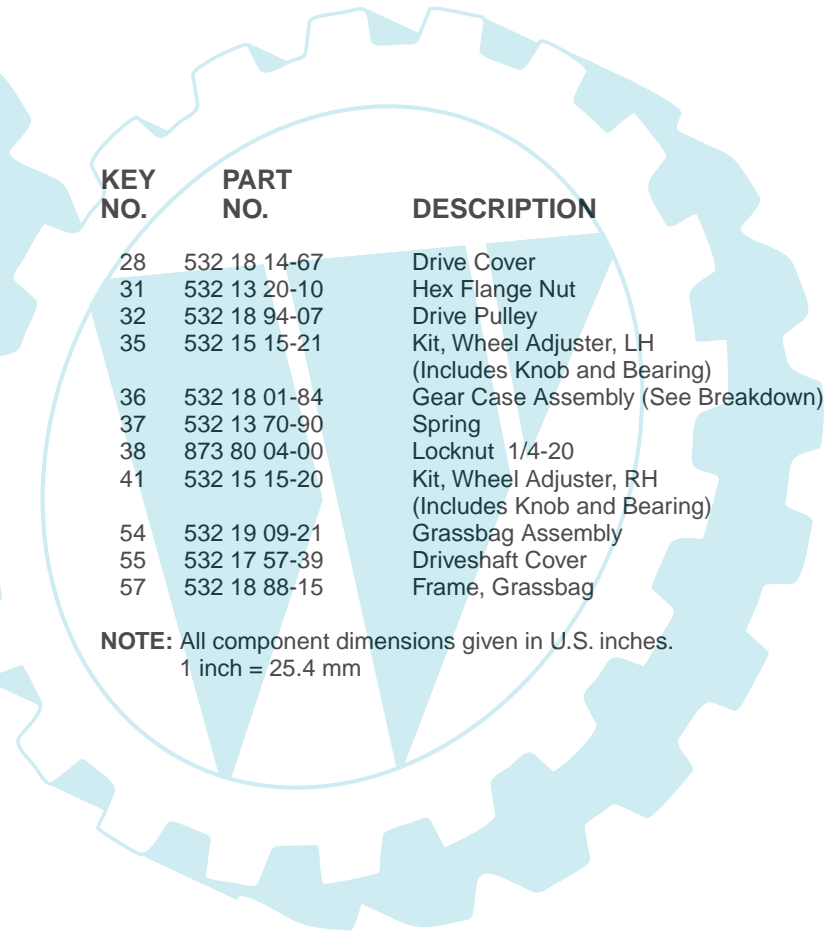 KEY PART
NO. NO. DESCRIPTION
28 532 18 14-67 Drive Cover
31 532 13 20-10 Hex Flange Nut
32 532 18 94-07 Drive Pulley
35 532 15 15-21 Kit, Wheel Adjuster, LH
(Includes Knob and Bearing)
36 532 18 01-84 Gear Case Assembly (See Breakdown)
37 532 13 70-90 Spring
38 873 80 04-00 Locknut 1/4-20
41 532 15 15-20 Kit, Wheel Adjuster, RH
(Includes Knob and Bearing)
54 532 19 09-21 Grassbag Assembly
55 532 17 57-39 Driveshaft Cover
57 532 18 88-15 Frame, Grassbag
NOTE: All component dimensions given in U.S. inches.
1 inch = 25.4 mm